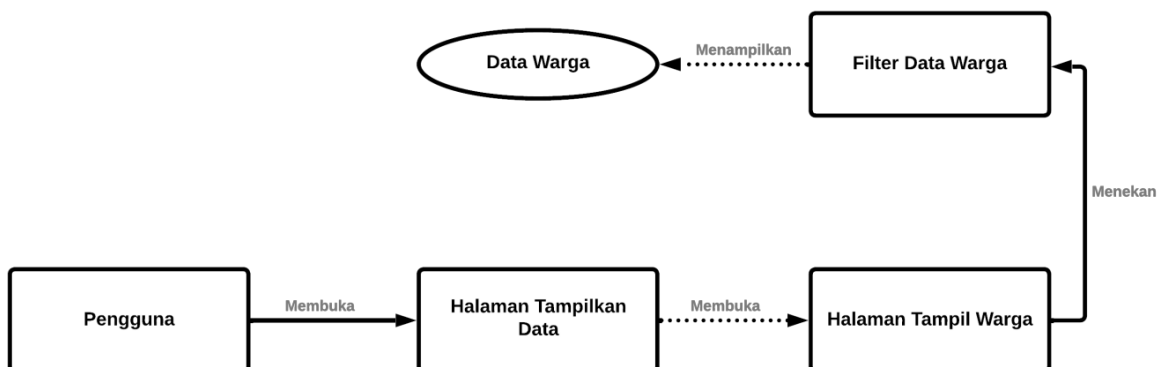 Data Warga
Menampilkan
Filter Data Warga
Menekan
Pengguna
Membuka
Halaman Tampilkan
Data
Membuka
Halaman Tampil Warga